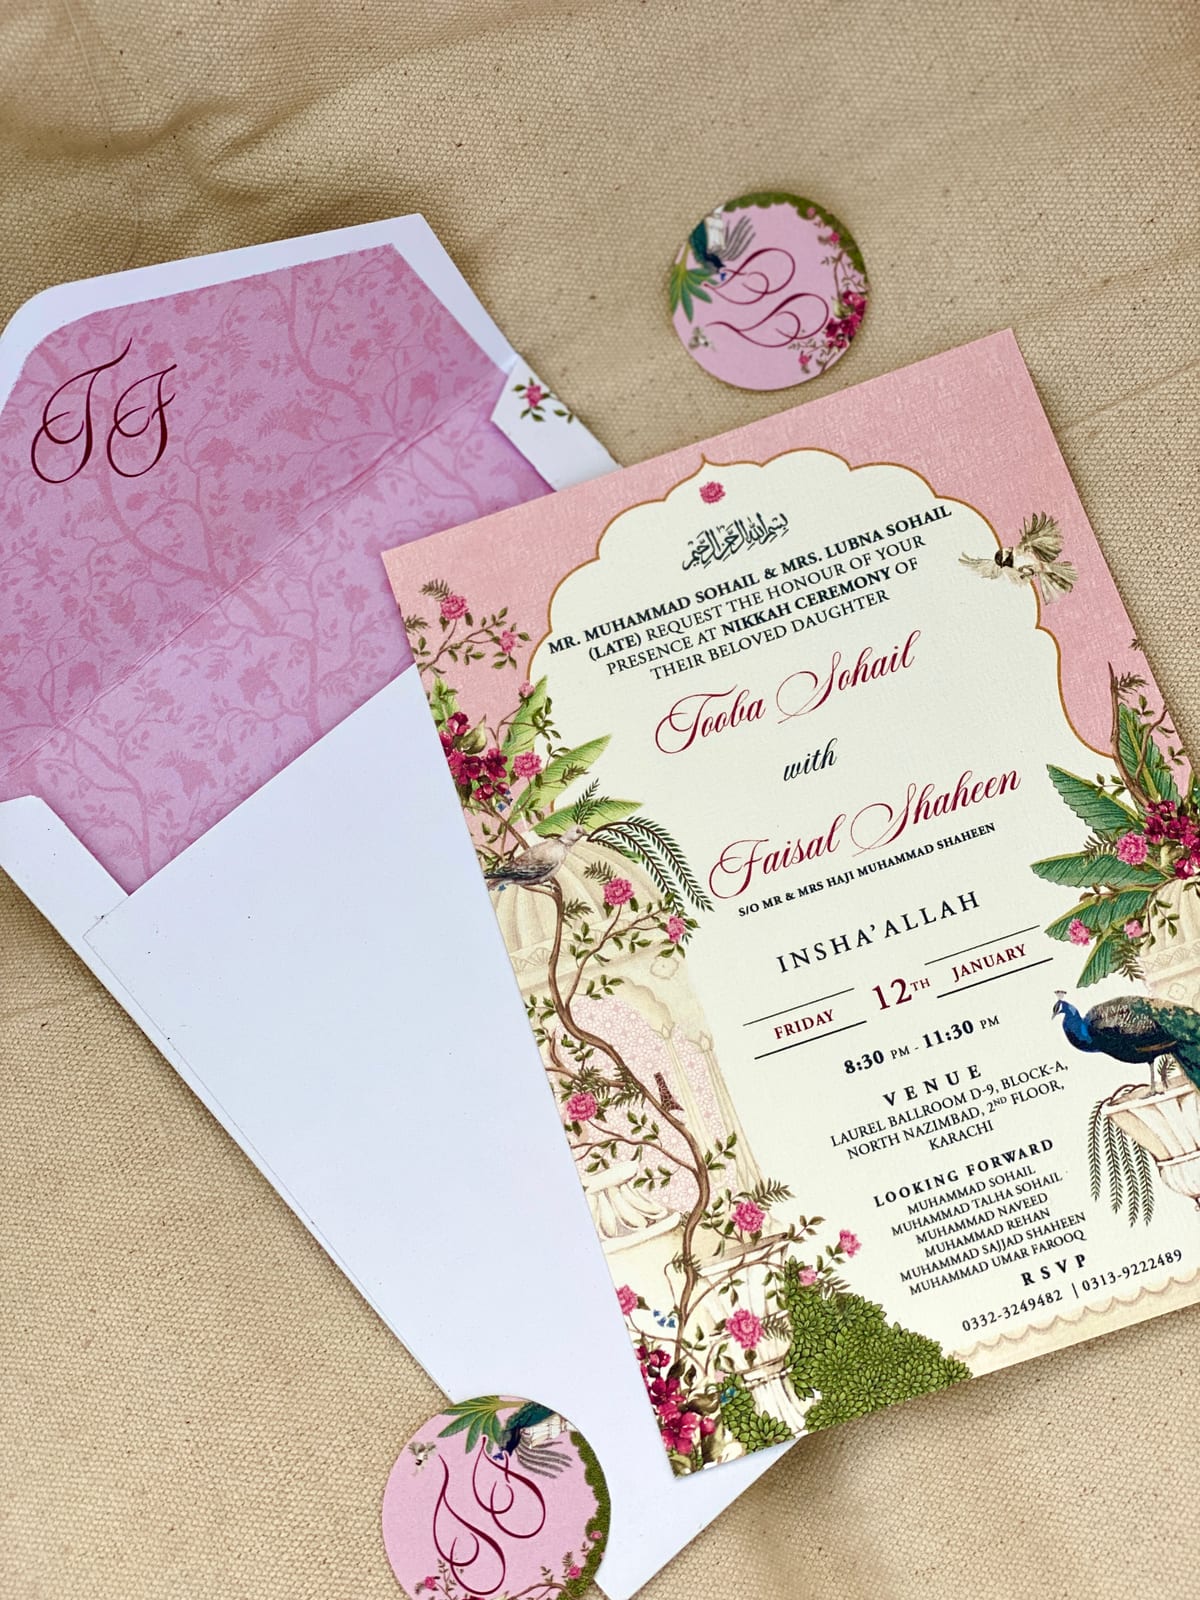 TF
TF
بسم الله الرحمن الرحيم
MR. MUHAMMAD SOHAIL & MRS. LUBNA SOHAIL
(LATE) REQUEST THE HONOUR OF YOUR
PRESENCE AT NIKKAH CEREMONY OF
THEIR BELOVED DAUGHTER
Tooba Sohail
with
Faisal Shaheen
S/O MR & MRS HAJI MUHAMMAD SHAHEEN
INSHA'ALLAH
FRIDAY 12TH JANUARY
8:30 PM - 11:30 PM
VENUE
LAUREL BALLROOM D-9, BLOCK-A,
NORTH NAZIMBAD, 2ND FLOOR,
KARACHI
LOOKING FORWARD
MUHAMMAD SOHAIL
MUHAMMAD TALHA SOHAIL
MUHAMMAD NAVEED
MUHAMMAD REHAN
MUHAMMAD SAJJAD SHAHEEN
MUHAMMAD UMAR FAROOQ
RSVP
0332-3249482 | 0313-9222489
TF